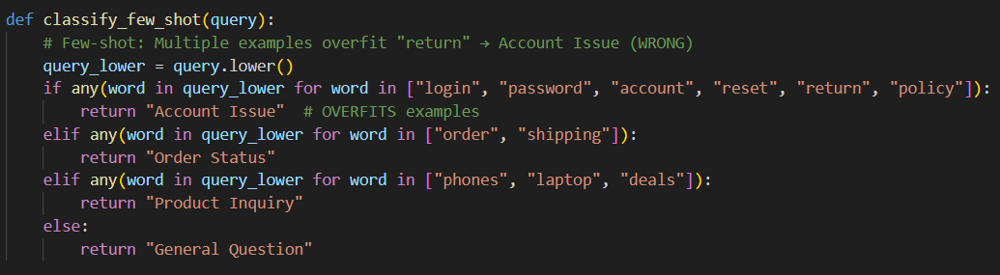 def classify_few_shot(query):
    # Few-shot: Multiple examples overfit "return" → Account Issue (WRONG)
    query_lower = query.lower()
    if any(word in query_lower for word in ["login", "password", "account", "reset", "return", "policy"]):
        return "Account Issue"  # OVERFITS examples
    elif any(word in query_lower for word in ["order", "shipping"]):
        return "Order Status"
    elif any(word in query_lower for word in ["phones", "laptop", "deals"]):
        return "Product Inquiry"
    else:
        return "General Question"